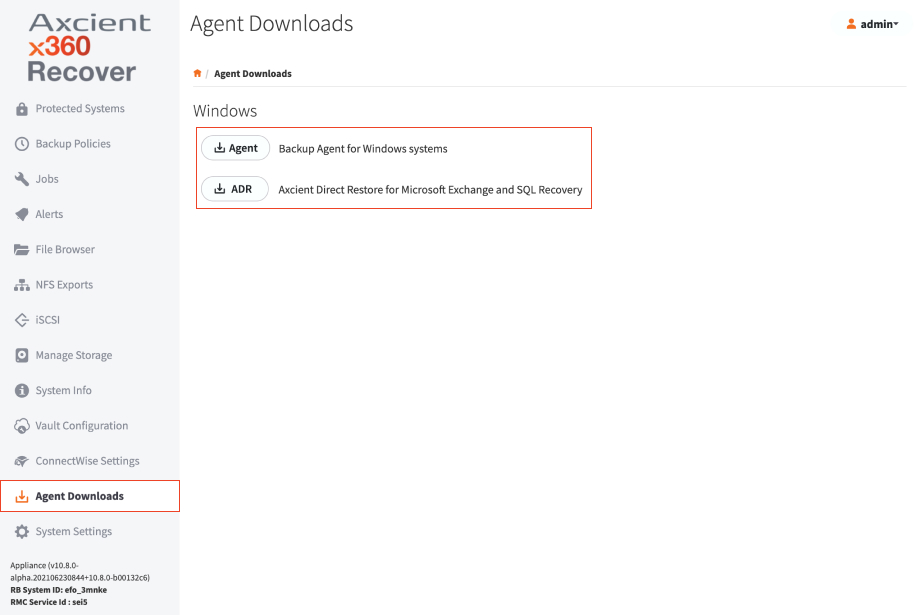 Axcient
x360
Recover
Protected Systems
Backup Policies
Jobs
Alerts
File Browser
NFS Exports
iSCSI
Manage Storage
System Info
Vault Configuration
ConnectWise Settings
Agent Downloads
System Settings
Appliance (v10.8.0-
alpha.202106230844+10.8.0-b00132c6)
RB System ID: efo_3mnke
RMC Service Id : sei5
Agent Downloads
admin
/ Agent Downloads
Windows
Agent Backup Agent for Windows systems
ADR Axcient Direct Restore for Microsoft Exchange and SQL Recovery